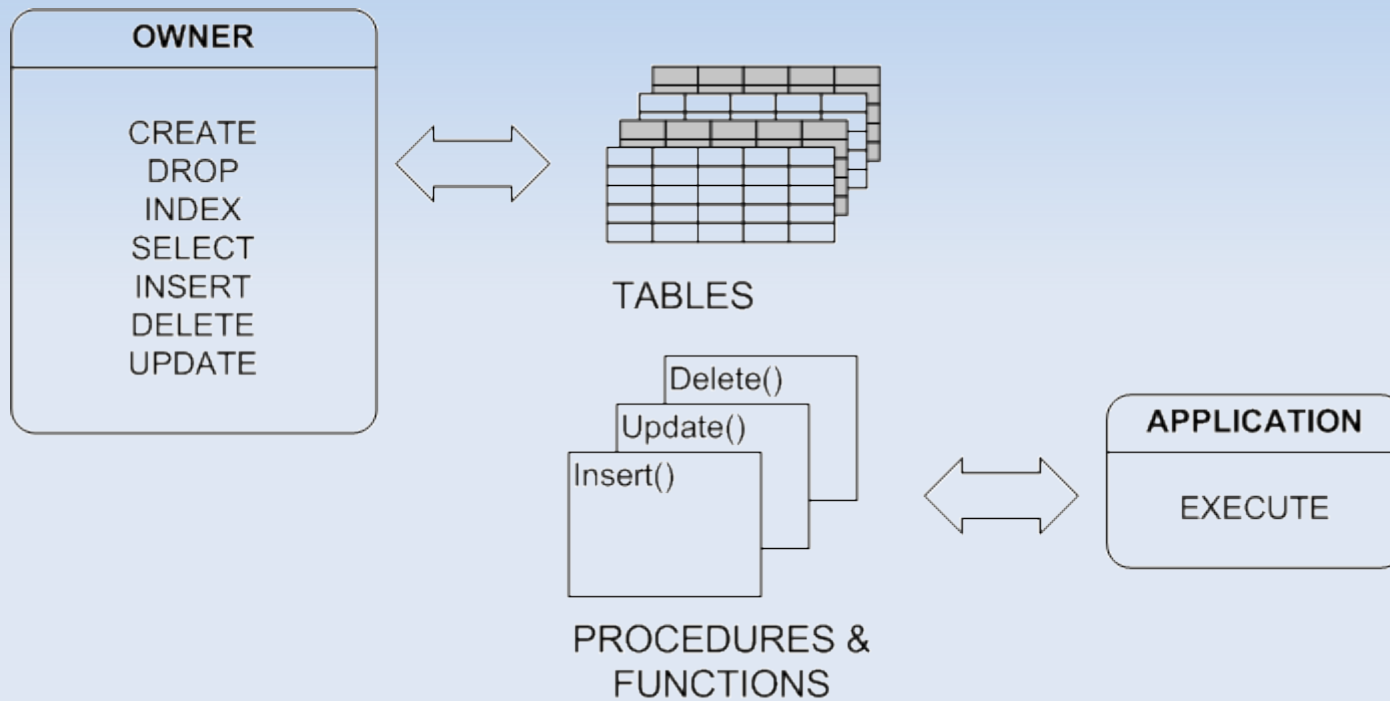 OWNER
CREATE
DROP
INDEX
SELECT
INSERT
DELETE
UPDATE
TABLES
Delete()
Update()
Insert()
PROCEDURES &
FUNCTIONS
APPLICATION
EXECUTE